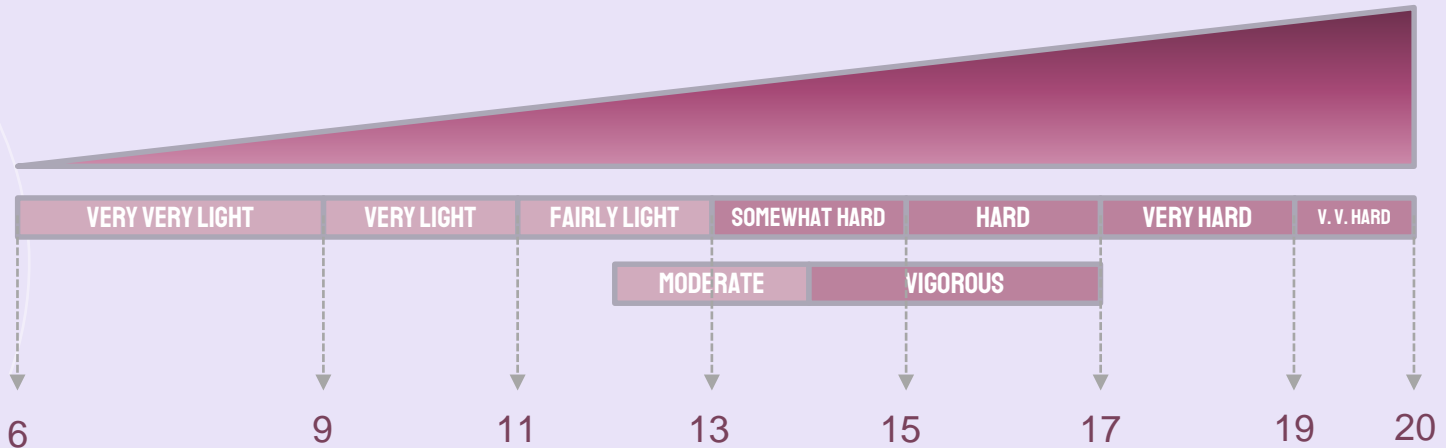 VERY VERY LIGHT VERY LIGHT FAIRLY LIGHT SOMEWHAT HARD HARD VERY HARD V. V. HARD
MODERATE VIGOROUS
6 9 11 13 15 17 19 20